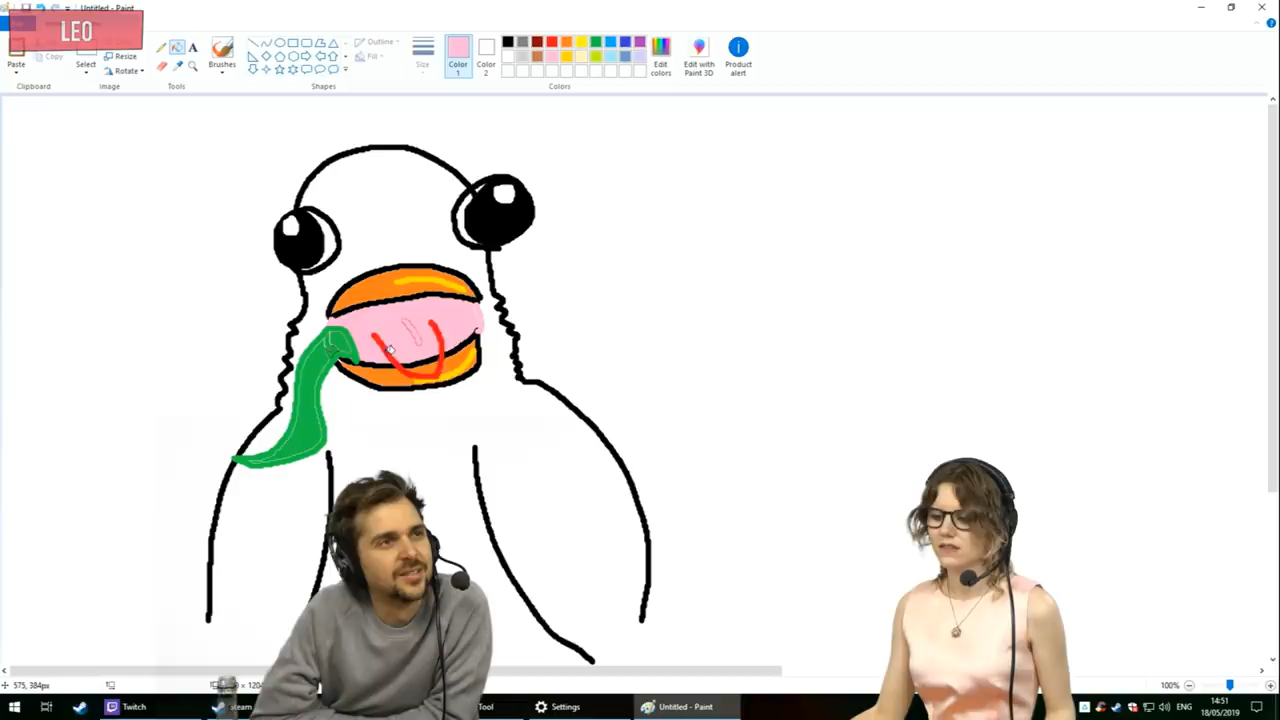 Untitled - Paint
LEO
Paste
Copy
Select
Resize
Rotate
Brushes
Outline
Fill
Size
Color 1
Color 2
Edit colors
Edit with Paint 3D
Product alert
Clipboard
Image
Tools
Shapes
Colors
575, 384px
100%
Twitch
steam
Tool
Settings
Untitled - Paint
ENG
14:51
18/05/2019